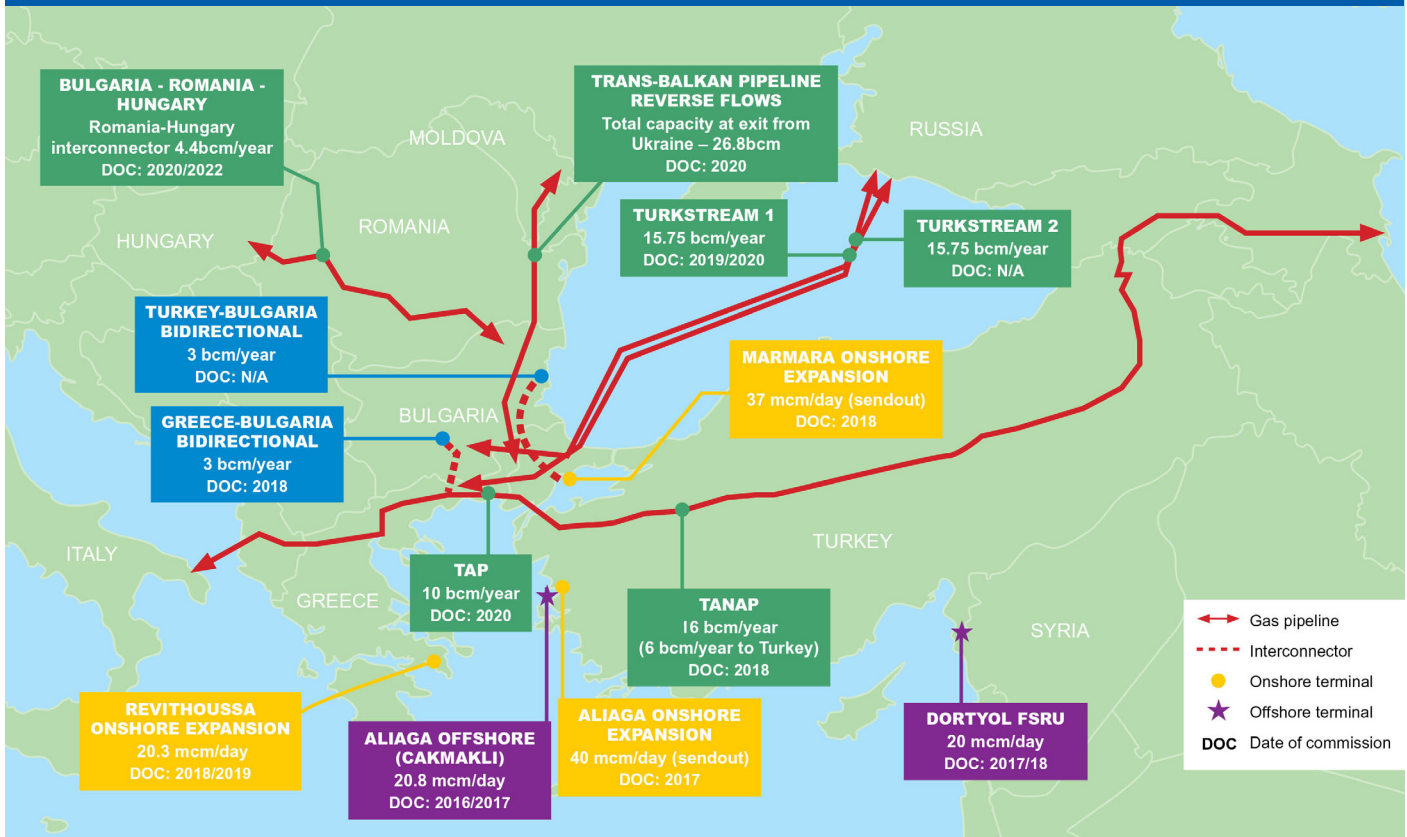 BULGARIA - ROMANIA -
HUNGARY
Romania-Hungary
interconnector 4.4bcm/year
DOC: 2020/2022
TRANS-BALKAN PIPELINE
REVERSE FLOWS
Total capacity at exit from
Ukraine – 26.8bcm
DOC: 2020
MOLDOVA
RUSSIA
TURKSTREAM 1
15.75 bcm/year
DOC: 2019/2020
TURKSTREAM 2
15.75 bcm/year
DOC: N/A
ROMANIA
HUNGARY
TURKEY-BULGARIA
BIDIRECTIONAL
3 bcm/year
DOC: N/A
MARMARA ONSHORE
EXPANSION
37 mcm/day (sendout)
DOC: 2018
BULGARIA
GREECE-BULGARIA
BIDIRECTIONAL
3 bcm/year
DOC: 2018
ITALY
TURKEY
GREECE
SYRIA
TAP
10 bcm/year
DOC: 2020
TANAP
I6 bcm/year
(6 bcm/year to Turkey)
DOC: 2018
REVITHOUSSA
ONSHORE EXPANSION
20.3 mcm/day
DOC: 2018/2019
ALIAGA OFFSHORE
(CAKMAKLI)
20.8 mcm/day
DOC: 2016/2017
ALIAGA ONSHORE
EXPANSION
40 mcm/day (sendout)
DOC: 2017
DORTYOL FSRU
20 mcm/day
DOC: 2017/18
Gas pipeline
Interconnector
Onshore terminal
Offshore terminal
DOC Date of commission